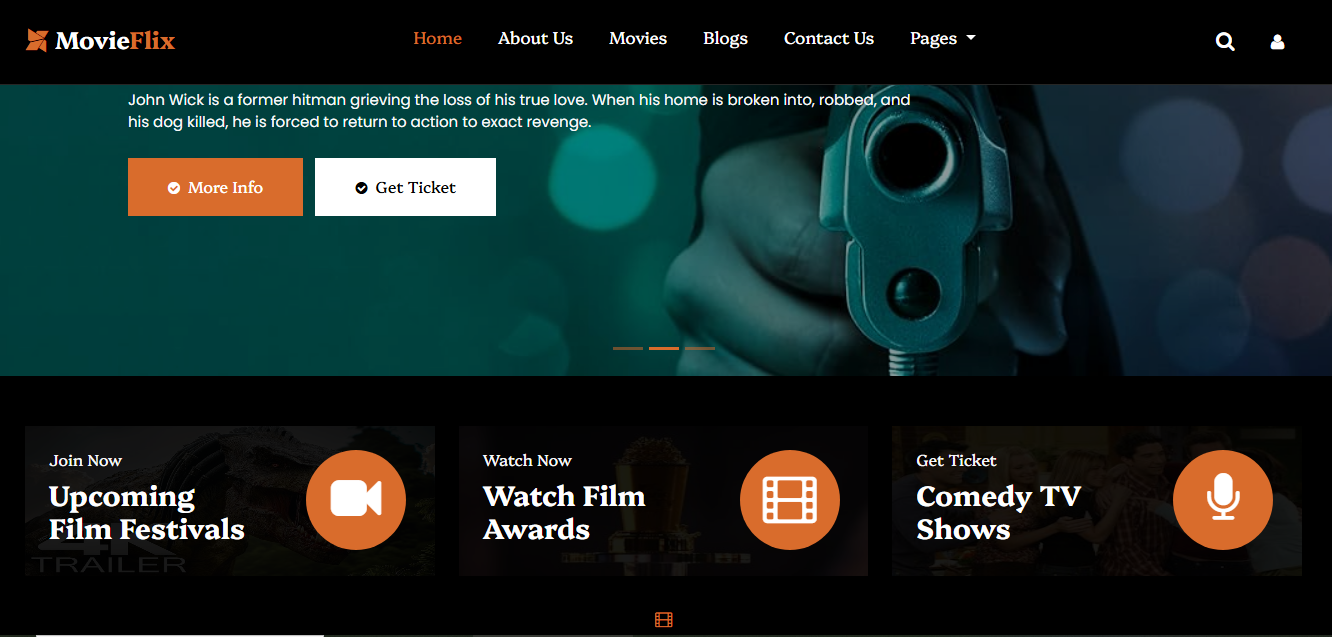 MovieFlix
Home
About Us
Movies
Blogs
Contact Us
Pages
John Wick is a former hitman grieving the loss of his true love. When his home is broken into, robbed, and
his dog killed, he is forced to return to action to exact revenge.
More Info
Get Ticket
Join Now
Upcoming
Film Festivals
4K
TRAILER
Watch Now
Watch Film
Awards
Get Ticket
Comedy TV
Shows